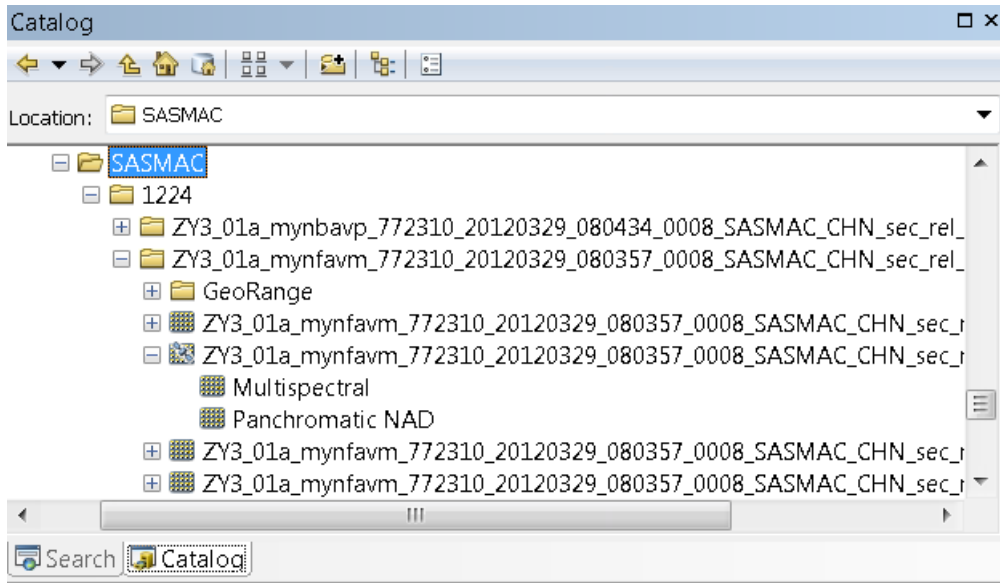 Catalog
Location: SASMAC
SASMAC
1224
ZY3_01a_mynbavp_772310_20120329_080434_0008_SASMAC_CHN_sec_rel_
ZY3_01a_mynfavm_772310_20120329_080357_0008_SASMAC_CHN_sec_rel_
GeoRange
ZY3_01a_mynfavm_772310_20120329_080357_0008_SASMAC_CHN_sec_r
ZY3_01a_mynfavm_772310_20120329_080357_0008_SASMAC_CHN_sec_r
Multispectral
Panchromatic NAD
ZY3_01a_mynfavm_772310_20120329_080357_0008_SASMAC_CHN_sec_r
ZY3_01a_mynfavm_772310_20120329_080357_0008_SASMAC_CHN_sec_r
Search Catalog